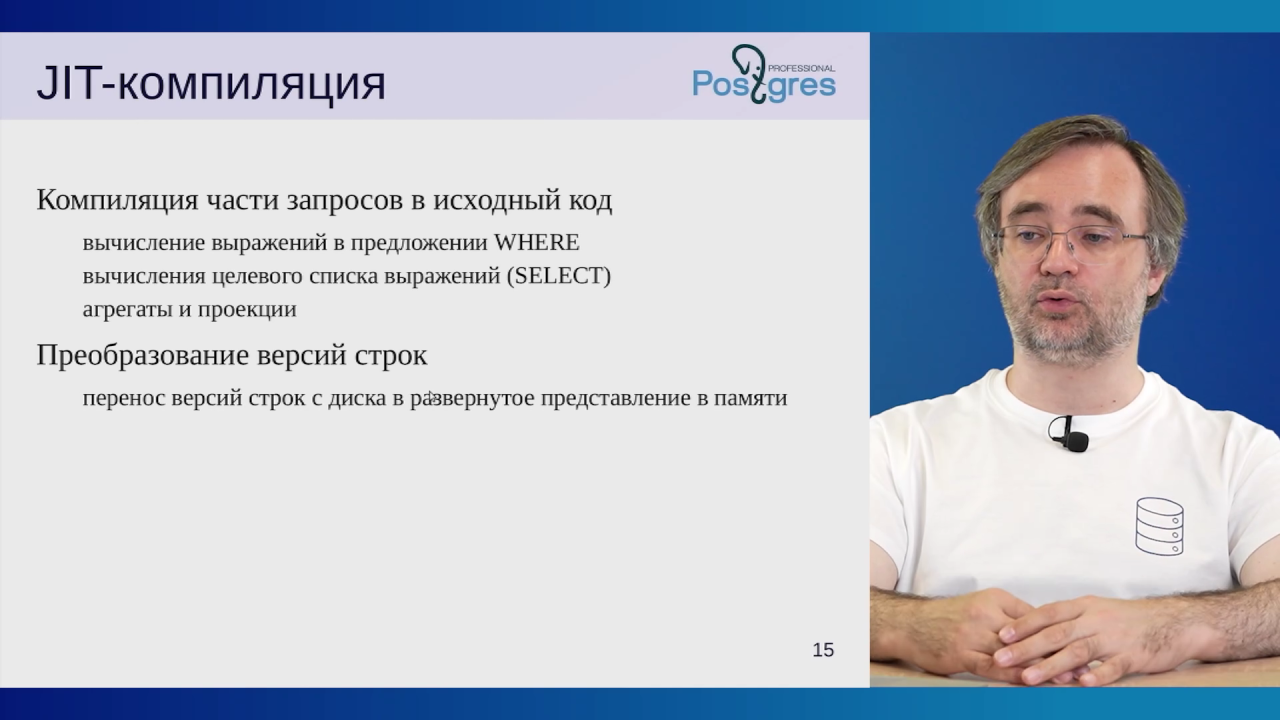 JIT-компиляция
PROFESSIONAL
Postgres
Компиляция части запросов в исходный код
вычисление выражений в предложении WHERE
вычисления целевого списка выражений (SELECT)
агрегаты и проекции
Преобразование версий строк
перенос версий строк с диска в развернутое представление в памяти
15